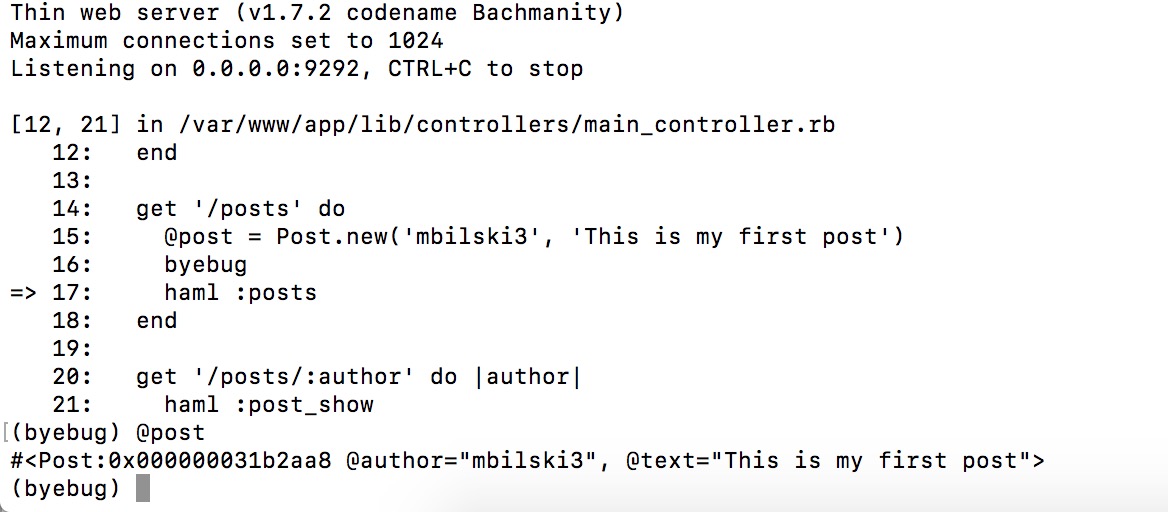 Thin web server (v1.7.2 codename Bachmanity)
Maximum connections set to 1024
Listening on 0.0.0.0:9292, CTRL+C to stop

[12, 21] in /var/www/app/lib/controllers/main_controller.rb
   12:   end
   13:
   14:   get '/posts' do
   15:     @post = Post.new('mbilski3', 'This is my first post')
   16:     byebug
=> 17:     haml :posts
   18:   end
   19:
   20:   get '/posts/:author' do |author|
   21:     haml :post_show
[(byebug) @post
#<Post:0x000000031b2aa8 @author="mbilski3", @text="This is my first post">
(byebug)